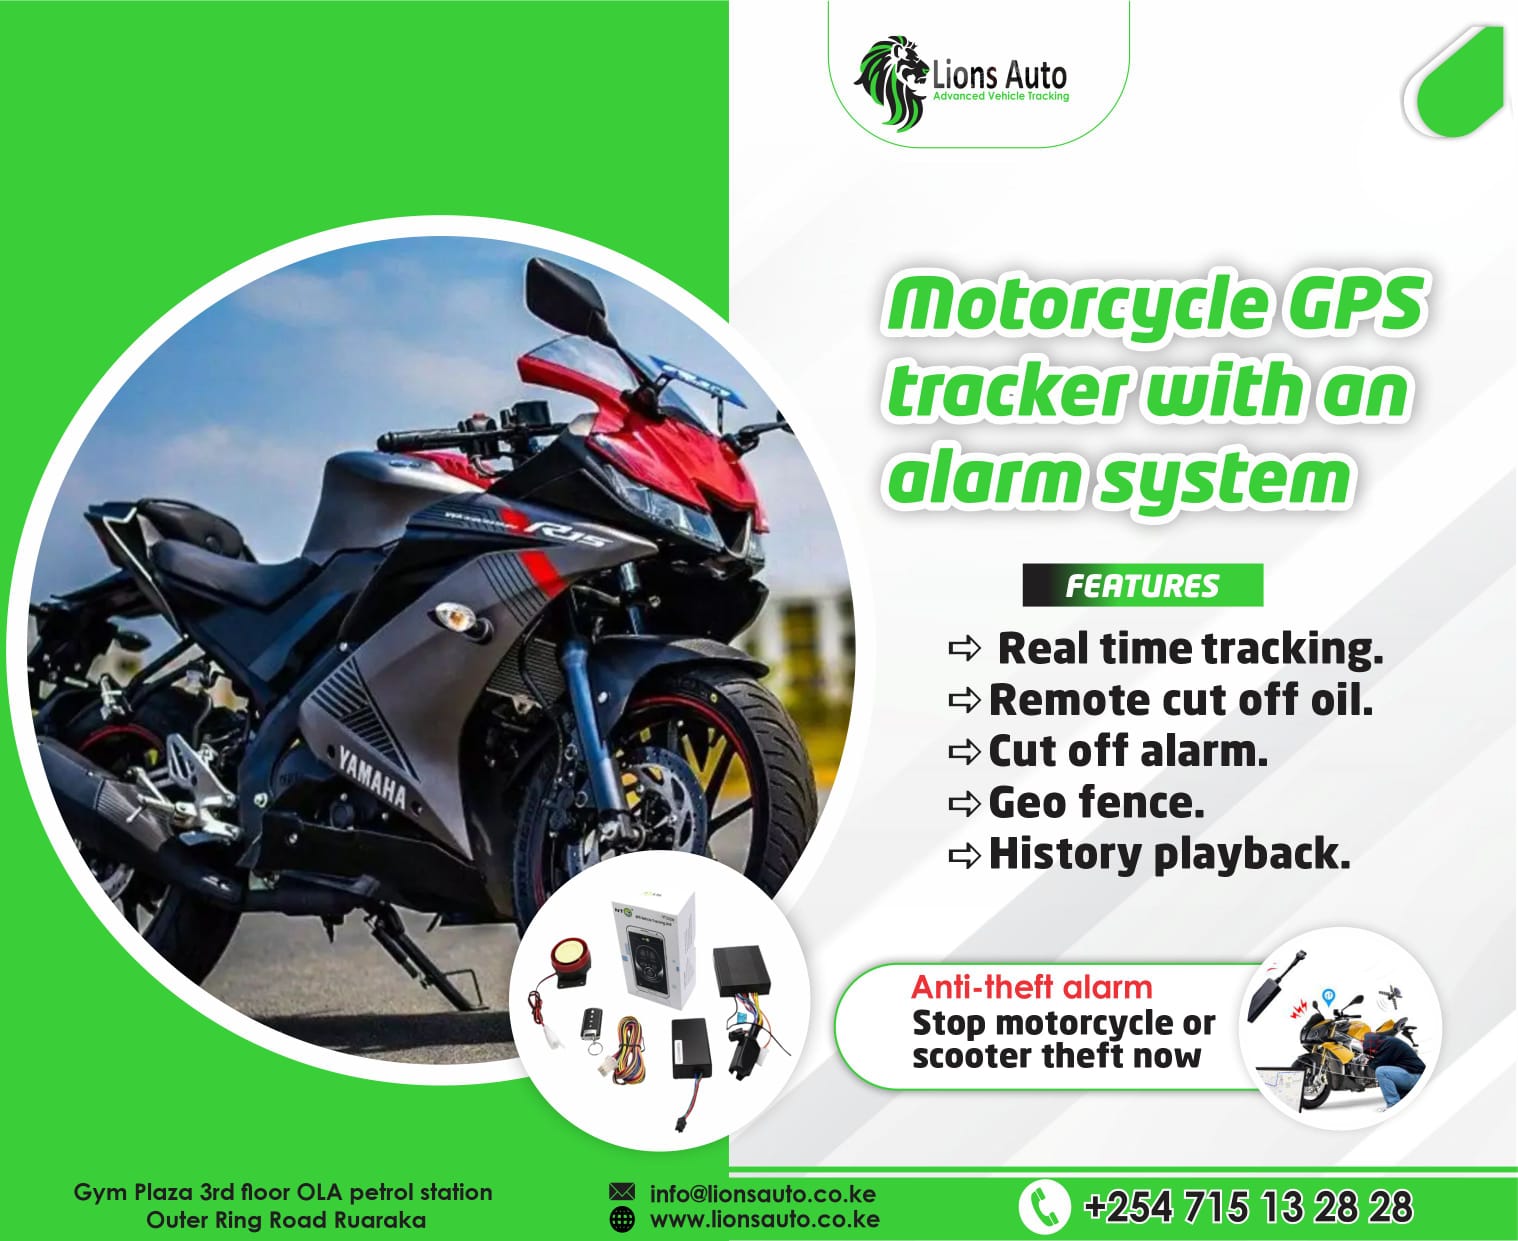 Lions Auto
Advanced Vehicle Tracking
Motorcycle GPS
tracker with an
alarm system
FEATURES
Real time tracking.
Remote cut off oil.
Cut off alarm.
Geo fence.
History playback.
R15
YAMAHA
Anti-theft alarm
Stop motorcycle or
scooter theft now
Gym Plaza 3rd floor OLA petrol station
Outer Ring Road Ruaraka
info@lionsauto.co.ke
www.lionsauto.co.ke
+254 715 13 28 28